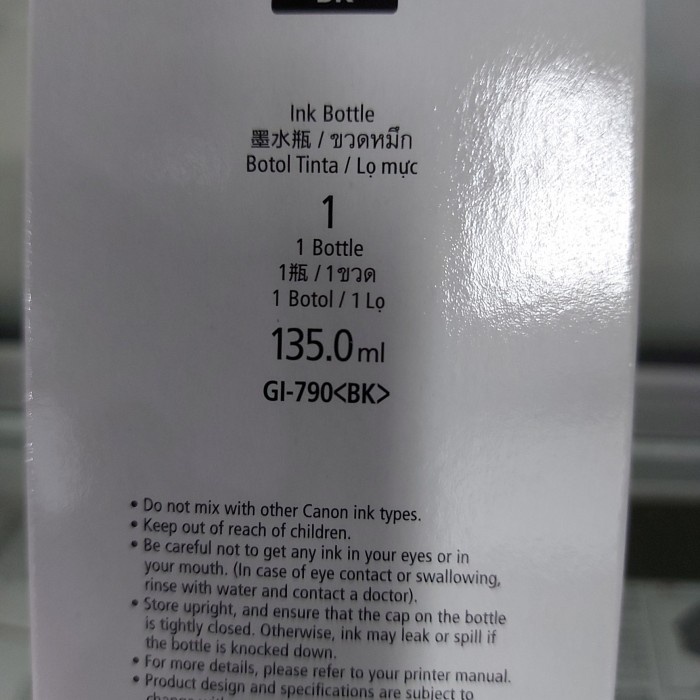 BK
Ink Bottle
墨水瓶 / ขวดหมึก
Botol Tinta / Lọ mực
1
1 Bottle
1瓶 / 1ขวด
1 Botol / 1 Lọ
135.0 ml
GI-790<BK>
• Do not mix with other Canon ink types.
• Keep out of reach of children.
• Be careful not to get any ink in your eyes or in
your mouth. (In case of eye contact or swallowing,
rinse with water and contact a doctor).
• Store upright, and ensure that the cap on the bottle
is tightly closed. Otherwise, ink may leak or spill if
the bottle is knocked down.
• For more details, please refer to your printer manual.
• Product design and specifications are subject to